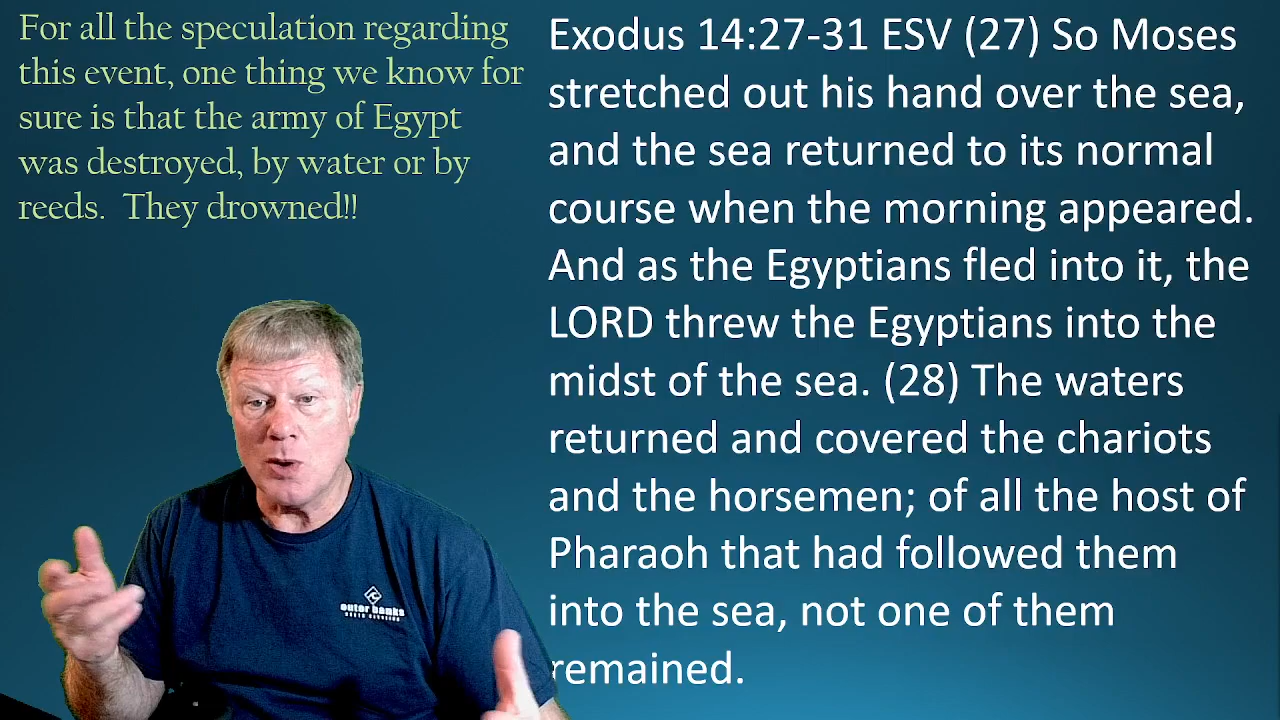 For all the speculation regarding
this event, one thing we know for
sure is that the army of Egypt
was destroyed, by water or by
reeds.  They drowned!!
Exodus 14:27-31 ESV (27) So Moses
stretched out his hand over the sea,
and the sea returned to its normal
course when the morning appeared.
And as the Egyptians fled into it, the
LORD threw the Egyptians into the
midst of the sea. (28) The waters
returned and covered the chariots
and the horsemen; of all the host of
Pharaoh that had followed them
into the sea, not one of them
remained.
outer banks